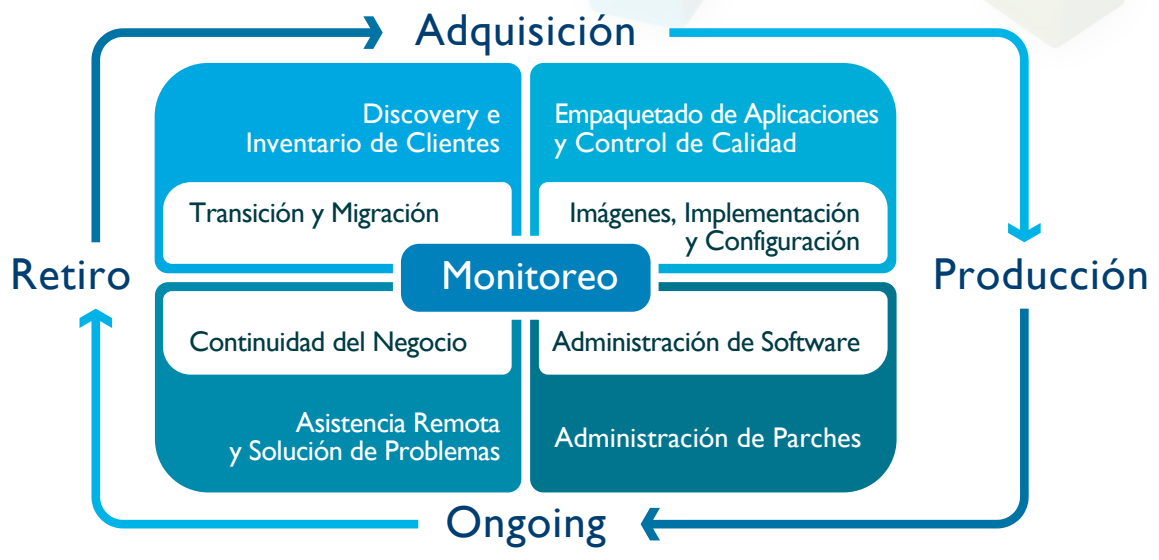 Adquisición
Discovery e
Inventario de Clientes
Empaquetado de Aplicaciones
y Control de Calidad
Transición y Migración
Imágenes, Implementación
y Configuración
Retiro
Monitoreo
Producción
Continuidad del Negocio
Administración de Software
Asistencia Remota
y Solución de Problemas
Administración de Parches
Ongoing